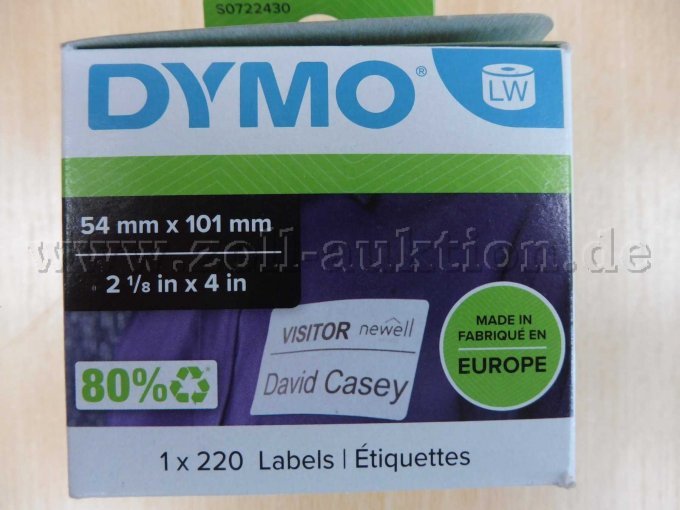 S0722430
DYMO®
LW
54 mm x 101 mm
www.zoll-auktion.de
2 1/8 in x 4 in
VISITOR newell
David Casey
MADE IN
FABRIQUÉ EN
EUROPE
80%
1 x 220 Labels | Étiquettes